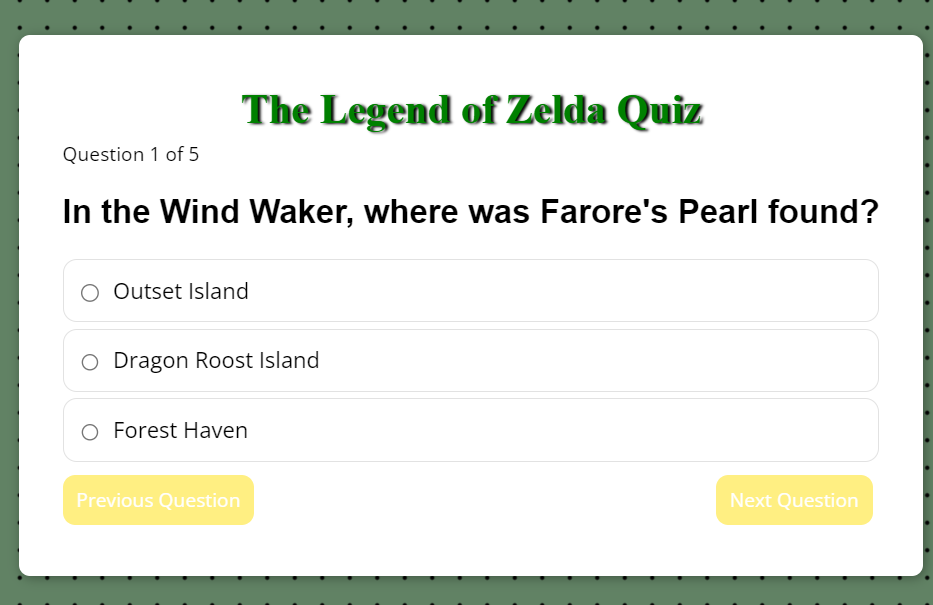 The Legend of Zelda Quiz
Question 1 of 5
In the Wind Waker, where was Farore's Pearl found?
Outset Island
Dragon Roost Island
Forest Haven
Previous Question
Next Question